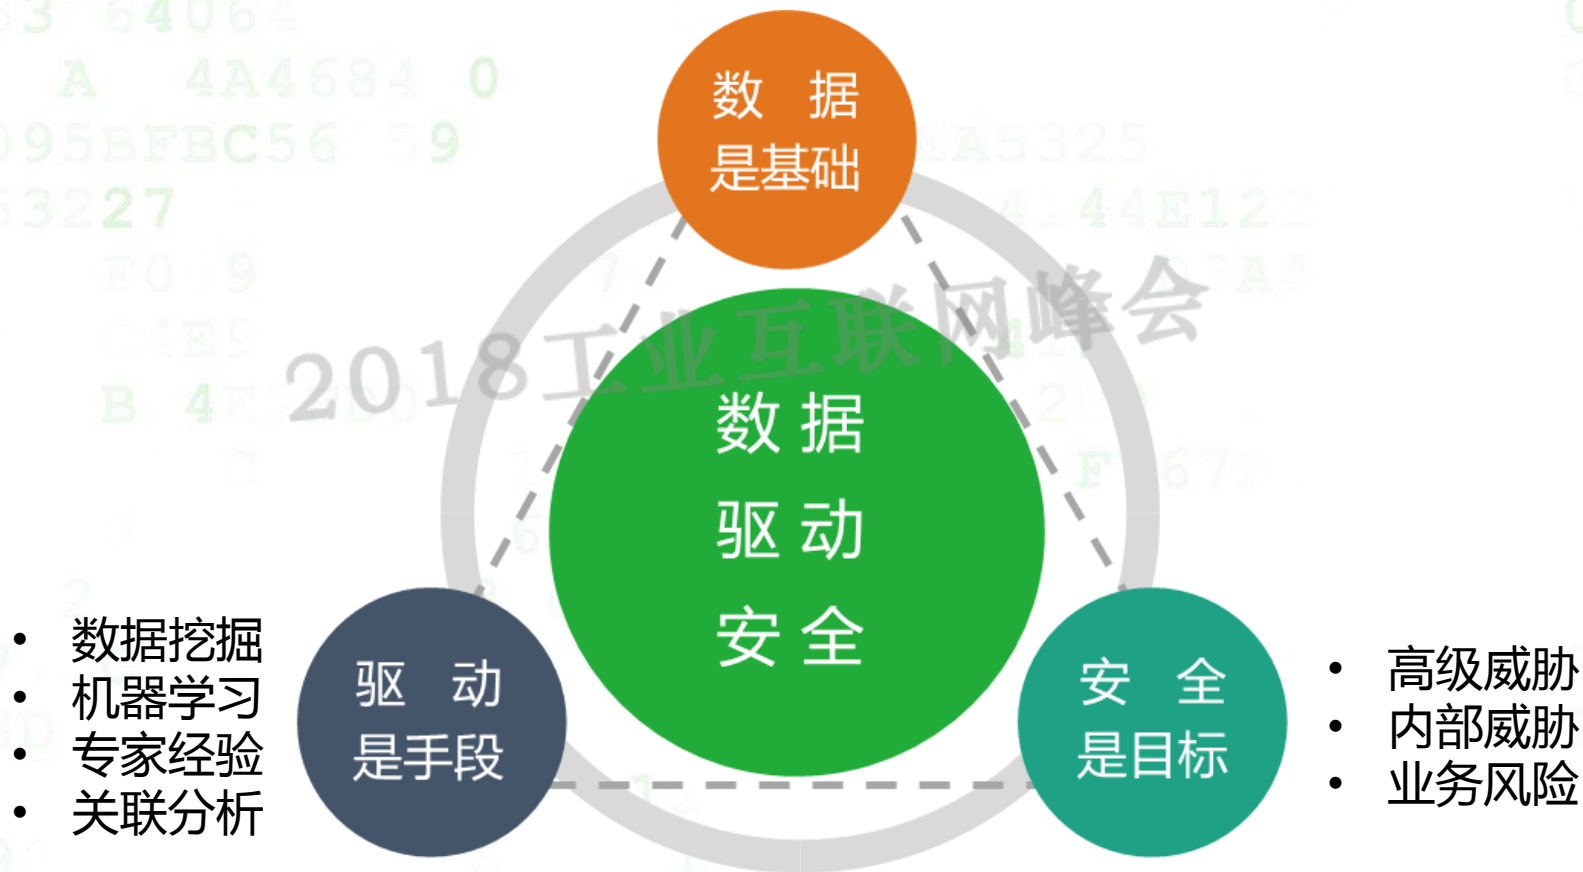 数 据
是基础
2018工业互联网峰会
数 据
驱 动
安 全
• 数据挖掘
• 机器学习
• 专家经验
• 关联分析
驱 动
是手段
安 全
是目标
• 高级威胁
• 内部威胁
• 业务风险